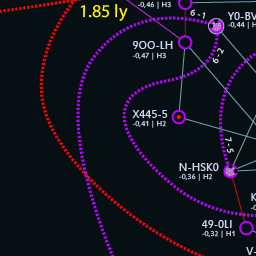 -0,46 | H3
1.85 ly
6 - 1
Y0-BV
-0,44 |
9OO-LH
-0,47 | H3
6 - 2
X445-5
-0,41 | H2
7 - 5
N-HSK0
-0,36 | H2
K
-0,
49-0LI
-0,32 | H1
V-